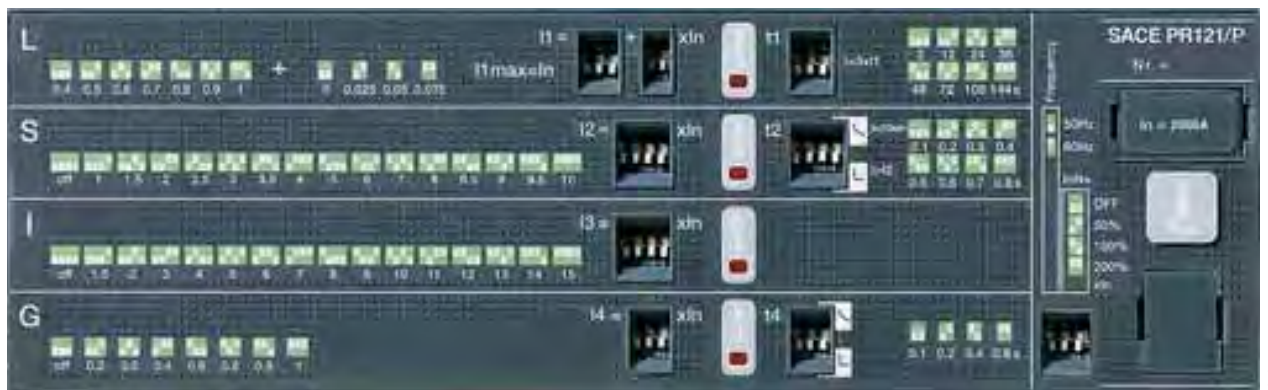 L
I1 = + xIn
t1
0.4 0.5 0.6 0.7 0.8 0.9 1 + 0 0.025 0.05 0.075
I1max=In
3 12 24 36
48 72 108 144s
S
I2 = xIn
t2
0.1 0.2 0.3 0.4
0.5 0.6 0.7 0.8s
off 1 1.5 2 2.5 3 3.5 4 5 6 7 8 8.5 9 9.5 10
I
I3 = xIn
off 1.5 2 3 4 5 6 7 8 9 10 11 12 13 14 15
G
I4 = xIn
t4
off 0.2 0.3 0.4 0.6 0.8 0.9 1
0.1 0.2 0.4 0.8s
Frequency
50Hz
60Hz
InN=
OFF
50%
100%
200%
xIn
SACE PR121/P
Nr. =
In = 2000A